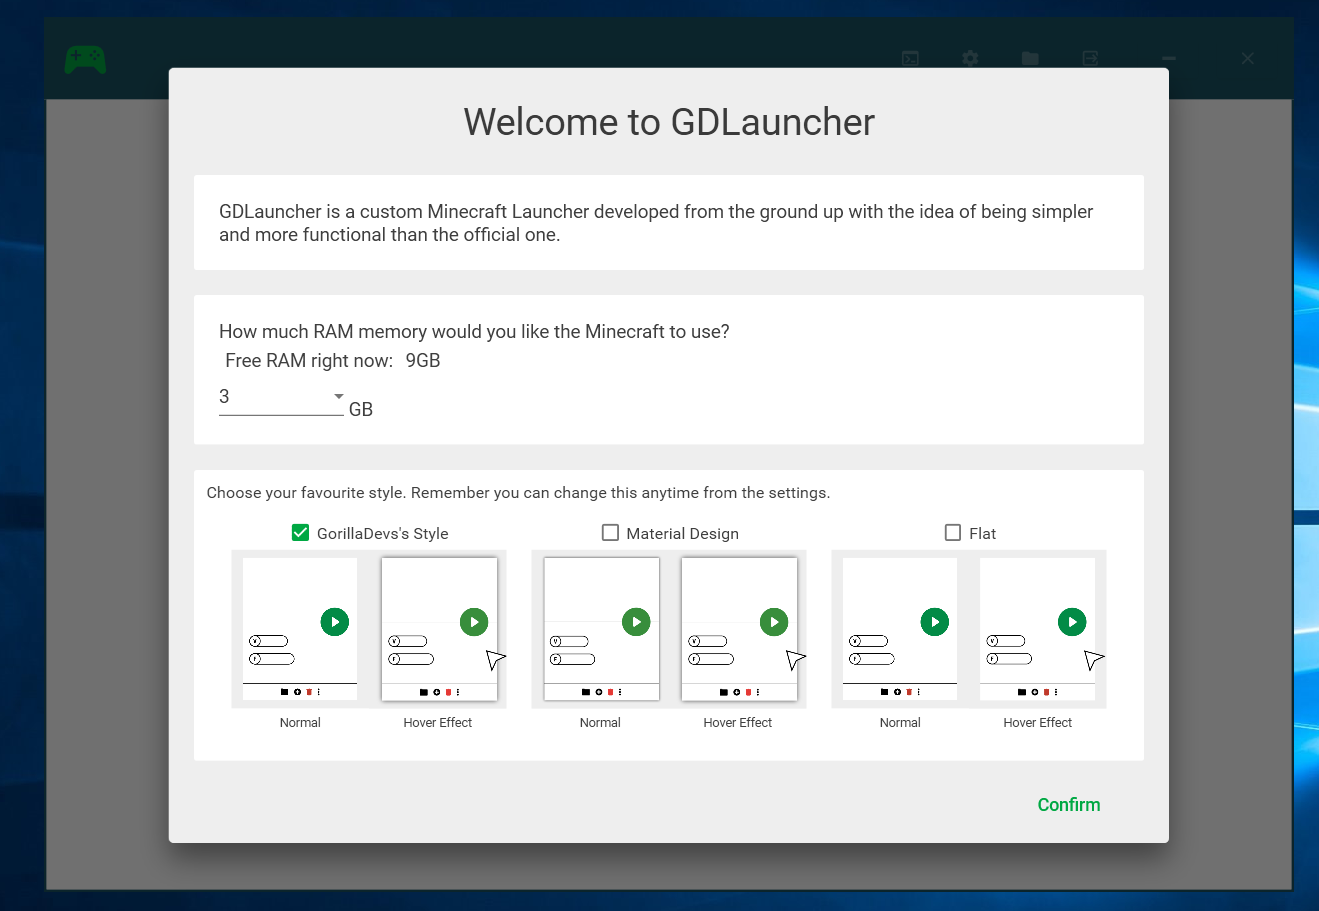 Welcome to GDLauncher
GDLauncher is a custom Minecraft Launcher developed from the ground up with the idea of being simpler
and more functional than the official one.
How much RAM memory would you like the Minecraft to use?
Free RAM right now: 9GB
3
GB
Choose your favourite style. Remember you can change this anytime from the settings.
GorillaDevs's Style
Material Design
Flat
V
V
V
V
V
V
F
F
F
F
F
F
Normal
Hover Effect
Normal
Hover Effect
Normal
Hover Effect
Confirm